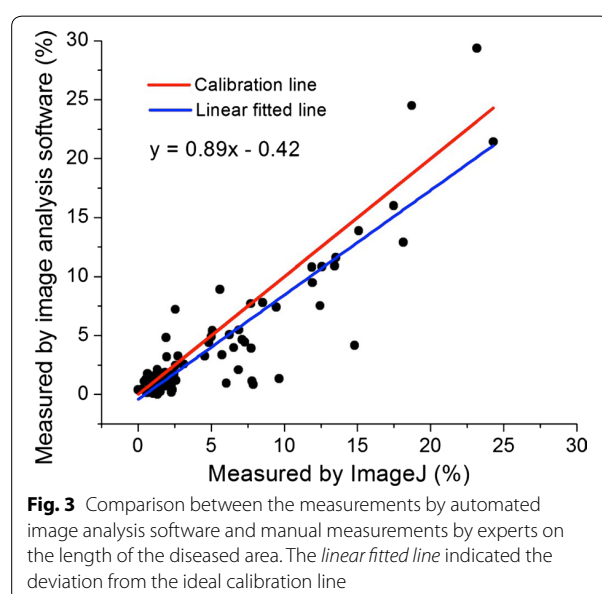 30
25
20
15
10
5
0
Measured by image analysis software (%)
Calibration line
Linear fitted line
y = 0.89x - 0.42
0 5 10 15 20 25 30
Measured by ImageJ (%)
Fig. 3 Comparison between the measurements by automated
image analysis software and manual measurements by experts on
the length of the diseased area. The linear fitted line indicated the
deviation from the ideal calibration line